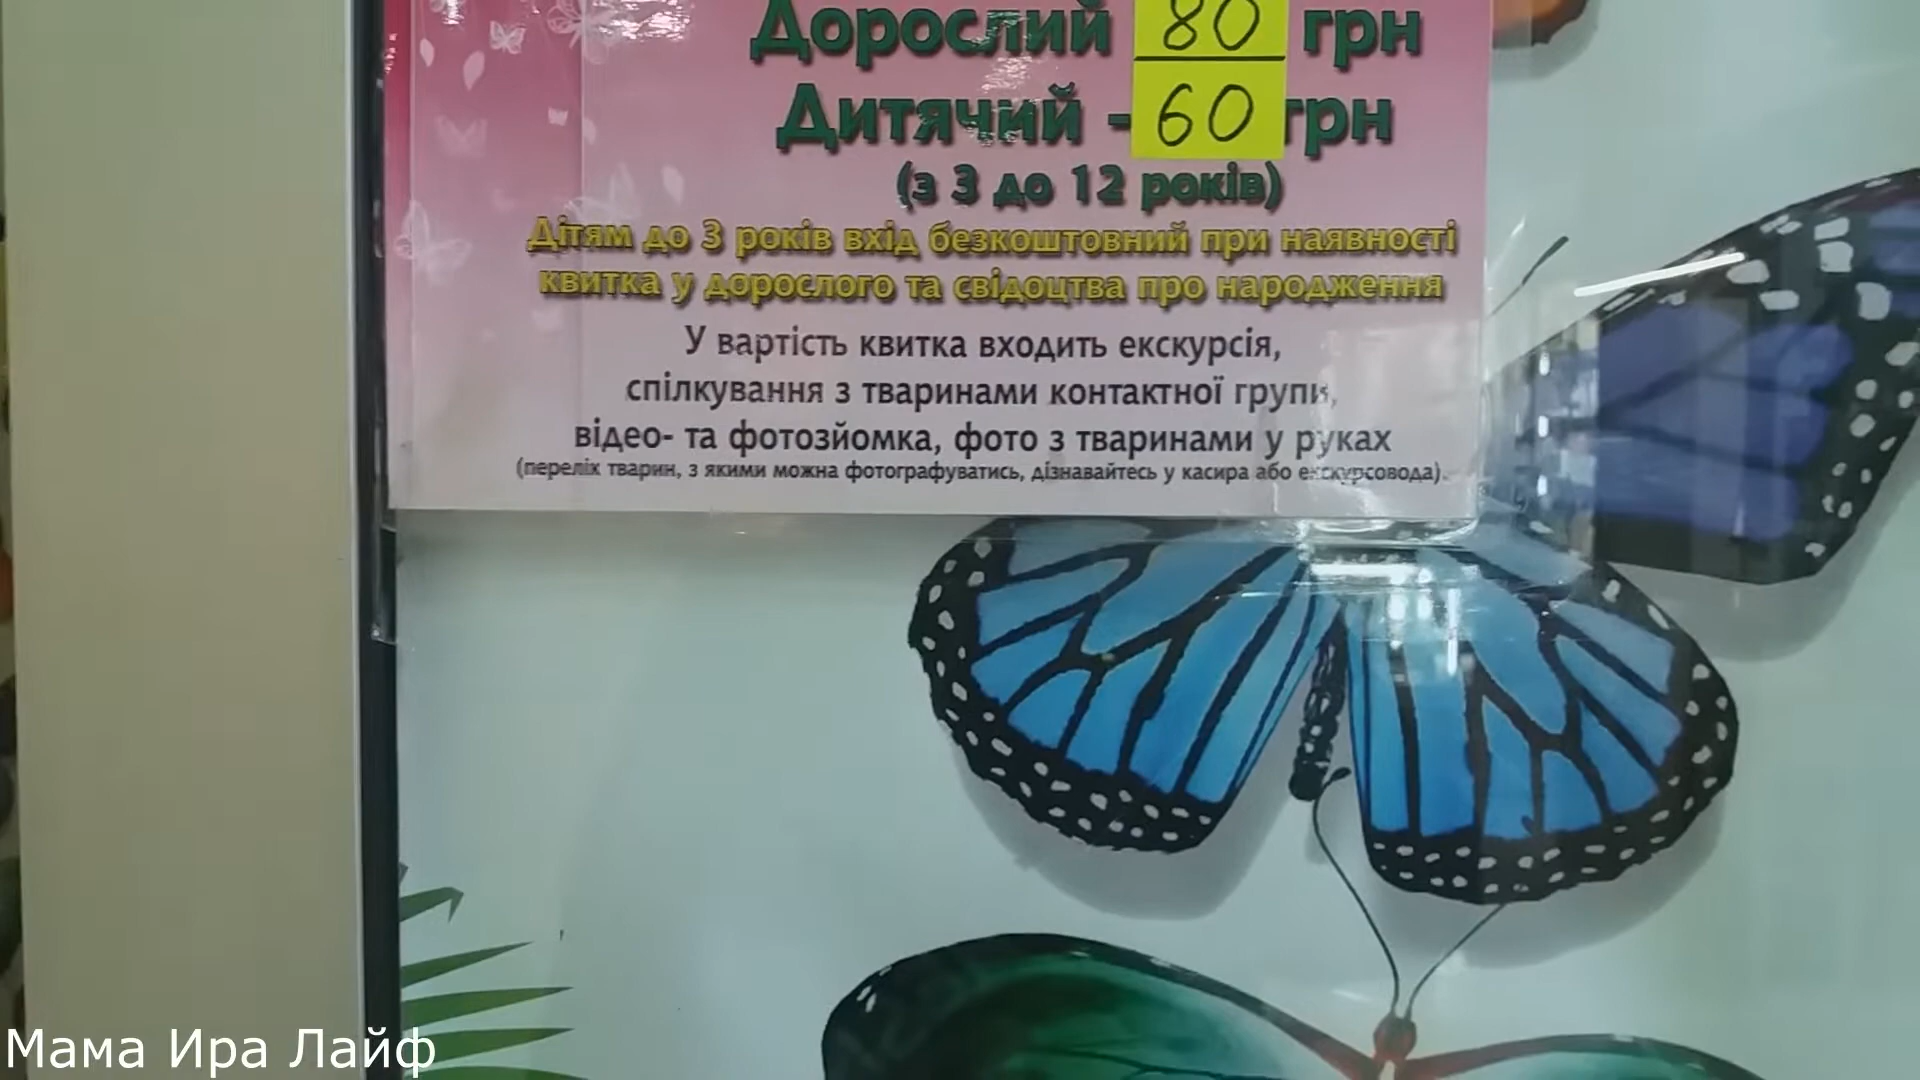 Дорослий 80 грн
Дитячий - 60 грн
(з 3 до 12 років)
Дітям до 3 років вхід безкоштовний при наявності
квитка у дорослого та свідоцтва про народження
У вартість квитка входить екскурсія,
спілкування з тваринами контактної групи,
відео- та фотозйомка, фото з тваринами у руках
(перелік тварин, з якими можна фотографуватись, дізнавайтесь у касира або екскурсовода).
Мама Ира Лайф